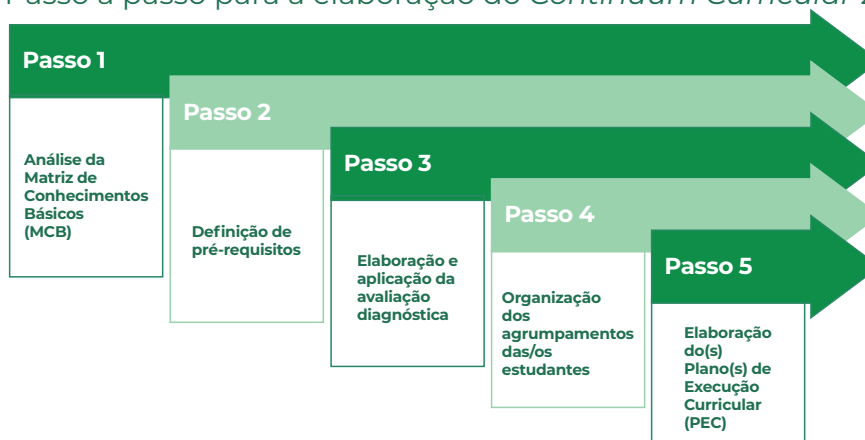 Passo a passo para a elaboração do Continuum Curricular
Passo 1
Análise da
Matriz de
Conhecimentos
Básicos
(MCB)
Passo 2
Definição de
pré-requisitos
Passo 3
Elaboração e
aplicação da
avaliação
diagnóstica
Passo 4
Organização
dos
agrumpamentos
das/os
estudantes
Passo 5
Elaboração
do(s)
Plano(s) de
Execução
Curricular
(PEC)